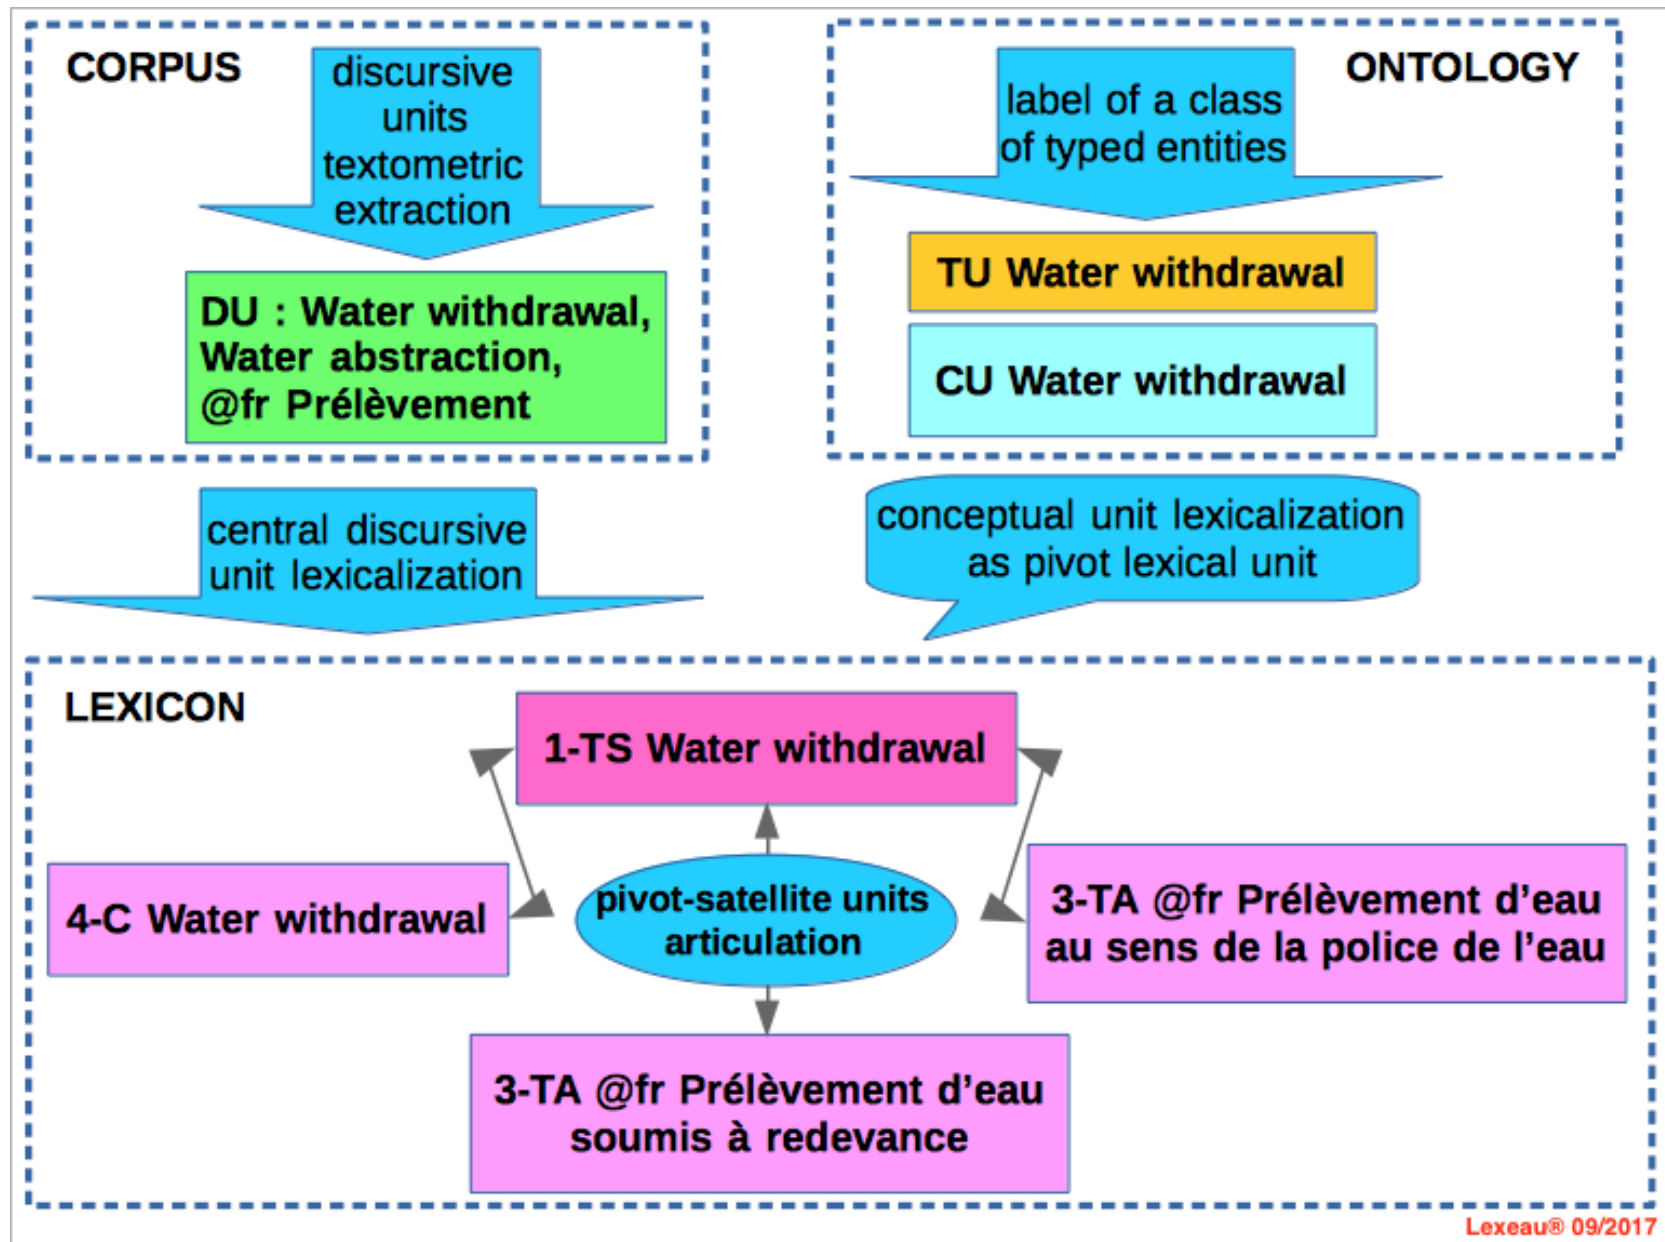 CORPUS
discursive
units
textometric
extraction
DU : Water withdrawal,
Water abstraction,
@fr Prélèvement
ONTOLOGY
label of a class
of typed entities
TU Water withdrawal
CU Water withdrawal
central discursive
unit lexicalization
conceptual unit lexicalization
as pivot lexical unit
LEXICON
1-TS Water withdrawal
4-C Water withdrawal
pivot-satellite units
articulation
3-TA @fr Prélèvement d’eau
au sens de la police de l’eau
3-TA @fr Prélèvement d’eau
soumis à redevance
Lexeau® 09/2017